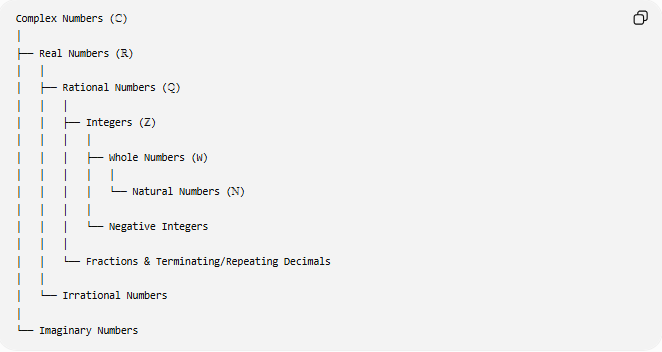 Complex Numbers (ℂ)
│
├── Real Numbers (ℝ)
│   │
│   ├── Rational Numbers (ℚ)
│   │   │
│   │   ├── Integers (Z)
│   │   │   │
│   │   │   ├── Whole Numbers (W)
│   │   │   │   │
│   │   │   │   └── Natural Numbers (ℕ)
│   │   │   │
│   │   │   └── Negative Integers
│   │   │
│   │   └── Fractions & Terminating/Repeating Decimals
│   │
│   └── Irrational Numbers
│
└── Imaginary Numbers